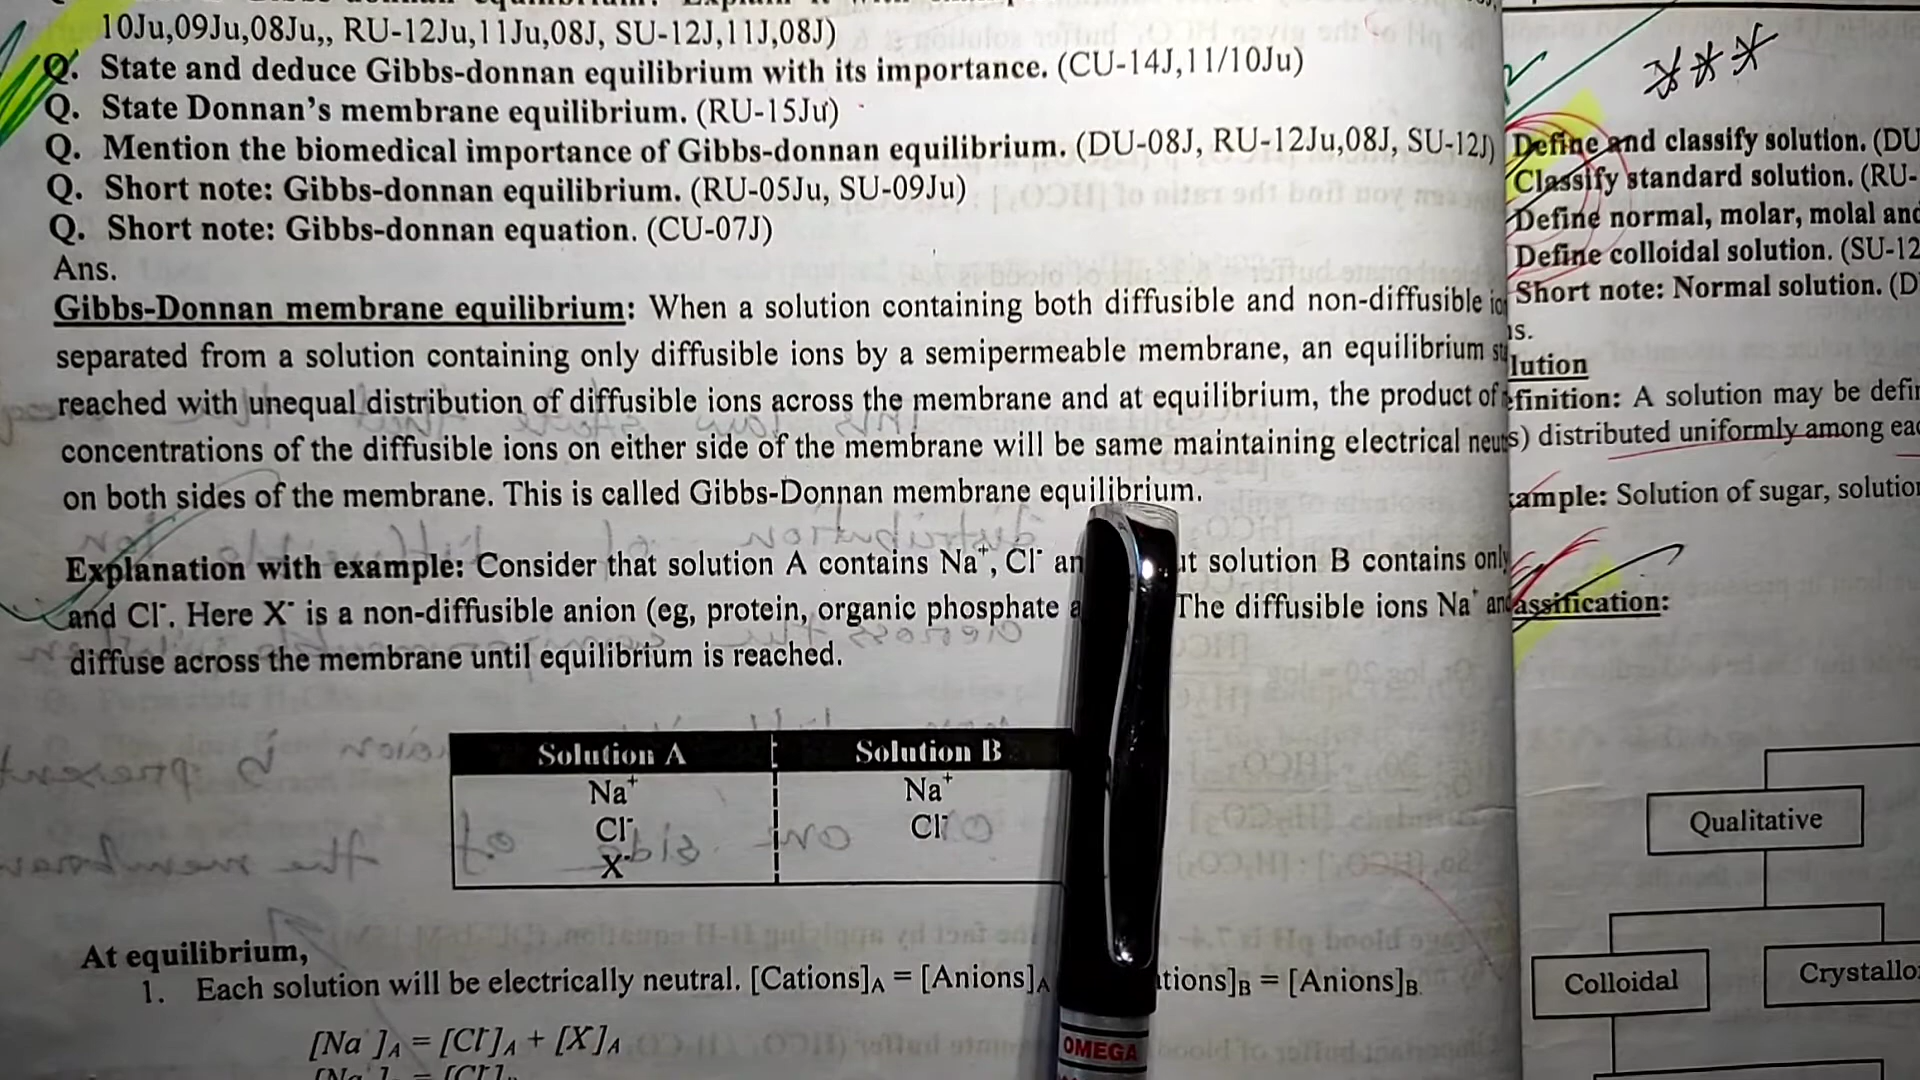 10Ju,09Ju,08Ju,, RU-12Ju,11Ju,08J, SU-12J,11J,08J)
Q. State and deduce Gibbs-donnan equilibrium with its importance. (CU-14J,11/10Ju)
Q. State Donnan's membrane equilibrium. (RU-15Ju)
Q. Mention the biomedical importance of Gibbs-donnan equilibrium. (DU-08J, RU-12Ju,08J, SU-12J)
Q. Short note: Gibbs-donnan equilibrium. (RU-05Ju, SU-09Ju)
Q. Short note: Gibbs-donnan equation. (CU-07J)
Ans.
Gibbs-Donnan membrane equilibrium: When a solution containing both diffusible and non-diffusible
separated from a solution containing only diffusible ions by a semipermeable membrane, an equilibrium
reached with unequal distribution of diffusible ions across the membrane and at equilibrium, the product of
concentrations of the diffusible ions on either side of the membrane will be same maintaining electrical
on both sides of the membrane. This is called Gibbs-Donnan membrane equilibrium.
Explanation with example: Consider that solution A contains Na⁺, Cl⁻ solution B contains only
and Cl⁻. Here X⁻ is a non-diffusible anion (eg, protein, organic phosphate The diffusible ions Na⁺
diffuse across the membrane until equilibrium is reached.
Solution A Solution B
Na⁺ Na⁺
Cl⁻ Cl⁻
X⁻
At equilibrium,
1. Each solution will be electrically neutral. [Cations]A = [Anions]A = [Anions]B
[Na⁺]A = [Cl⁻]A + [X]A
OMEGA
Define and classify solution. (DU
Classify standard solution. (RU-
Define normal, molar, molal and
Define colloidal solution. (SU-12
Short note: Normal solution. (D
lution
finition: A solution may be defin
s) distributed uniformly among eac
ample: Solution of sugar, solution
assification:
Qualitative
Colloidal
Crystallo